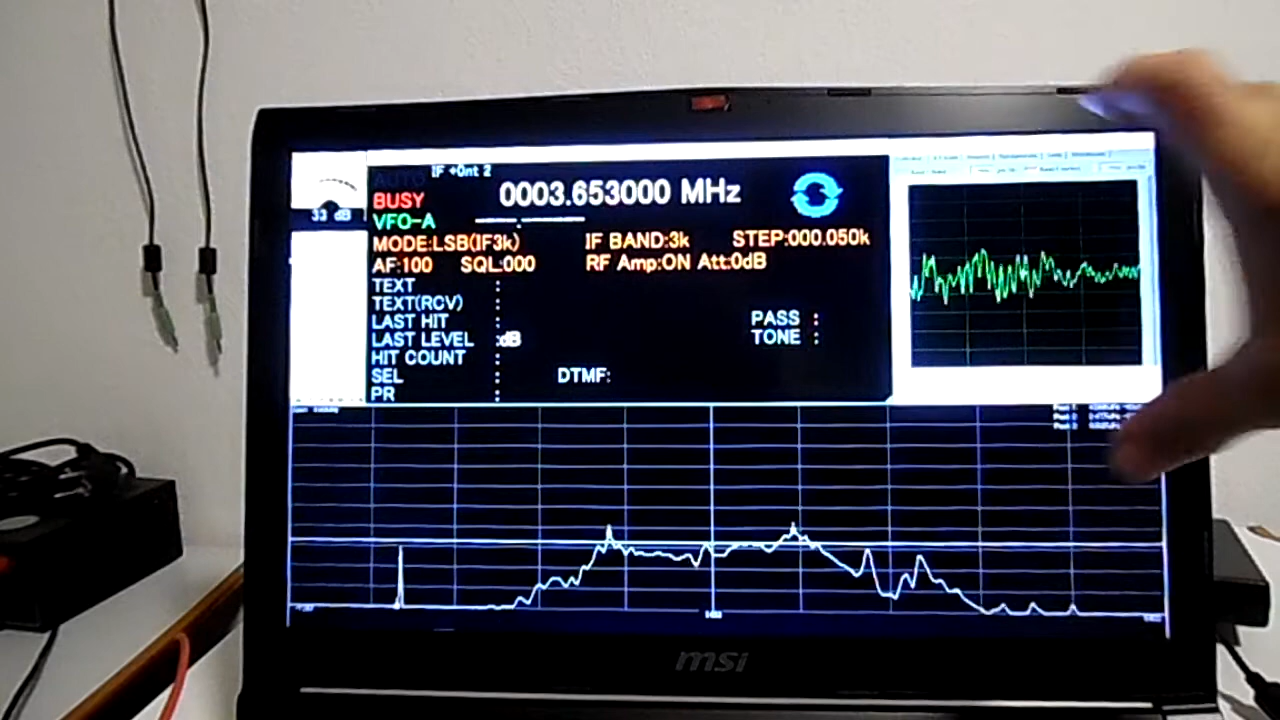 IF +Ont 2
AUTO
0003.653000 MHz
BUSY
33 dB
VFO-A
MODE:LSB(IF3k) IF BAND:3k STEP:000.050k
AF:100 SQL:000 RF Amp:ON Att:0dB
TEXT :
TEXT(RCV) :
LAST HIT : PASS :
LAST LEVEL :dB TONE :
HIT COUNT :
SEL : DTMF:
PR :
msi